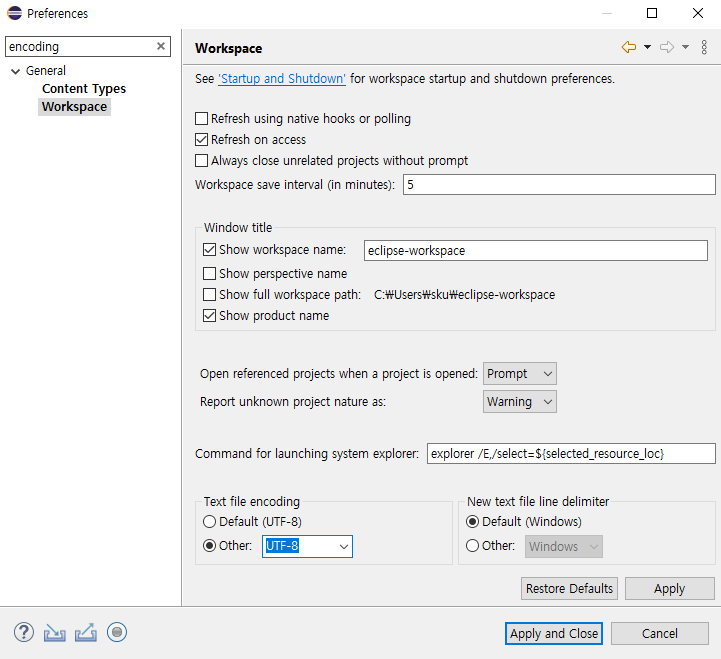 Preferences
encoding
General
Content Types
Workspace
Workspace
See 'Startup and Shutdown' for workspace startup and shutdown preferences.
Refresh using native hooks or polling
Refresh on access
Always close unrelated projects without prompt
Workspace save interval (in minutes): 5
Window title
Show workspace name: eclipse-workspace
Show perspective name
Show full workspace path: C:₩Users₩sku₩eclipse-workspace
Show product name
Open referenced projects when a project is opened: Prompt
Report unknown project nature as: Warning
Command for launching system explorer: explorer /E,/select=${selected_resource_loc}
Text file encoding
Default (UTF-8)
Other: UTF-8
New text file line delimiter
Default (Windows)
Other: Windows
Restore Defaults Apply
Apply and Close Cancel